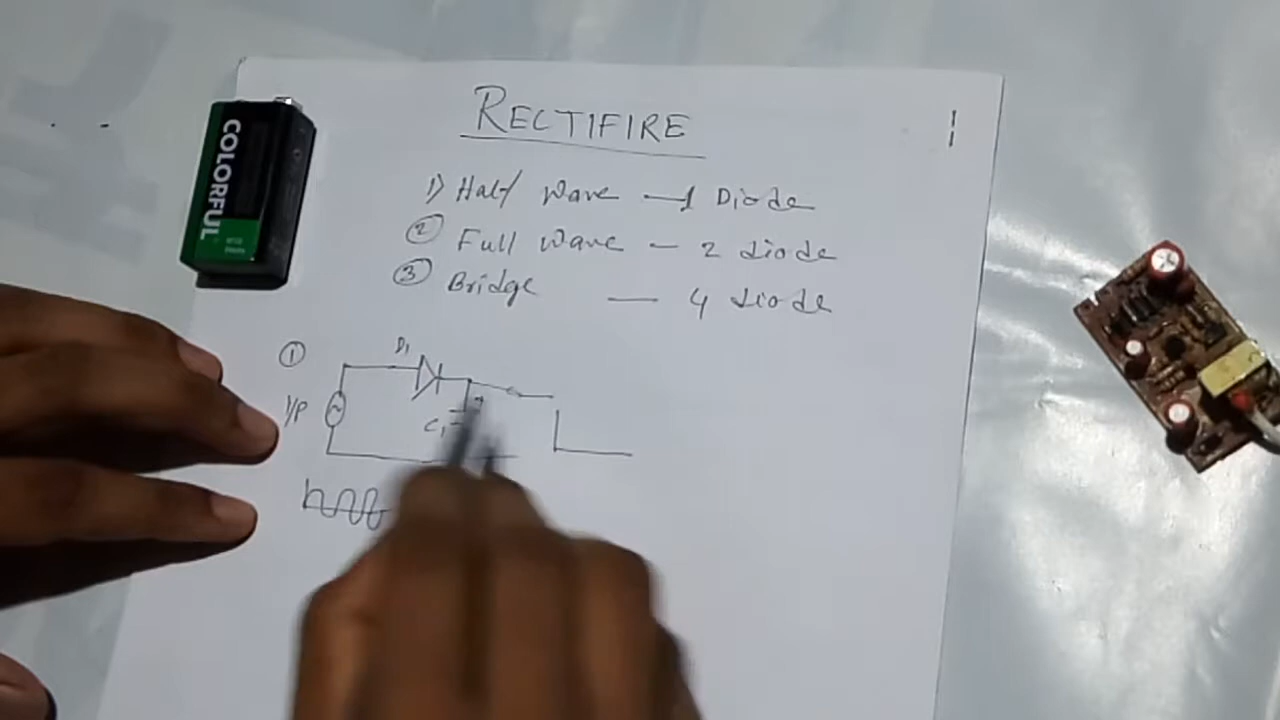 RECTIFIRE
1) Half Wave — 1 Diode
② Full Wave — 2 diode
③ Bridge — 4 diode
①
D1
I/P
C1
COLORFUL